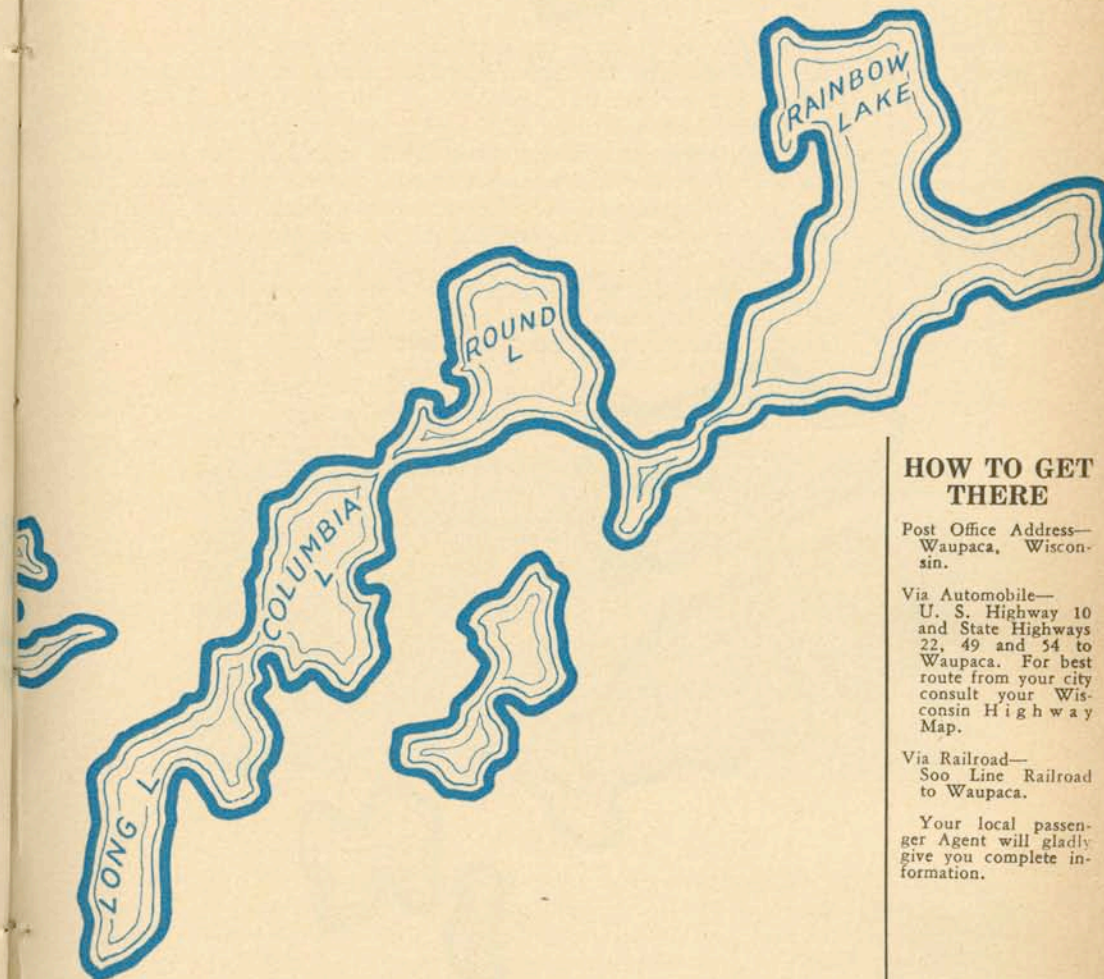 RAINBOW
LAKE
ROUND
L
COLUMBIA
L
LONG L
HOW TO GET
THERE
Post Office Address—
Waupaca, Wiscon-
sin.
Via Automobile—
U. S. Highway 10
and State Highways
22, 49 and 54 to
Waupaca. For best
route from your city
consult your Wis-
consin Highway
Map.
Via Railroad—
Soo Line Railroad
to Waupaca.
Your local passen-
ger Agent will gladly
give you complete in-
formation.